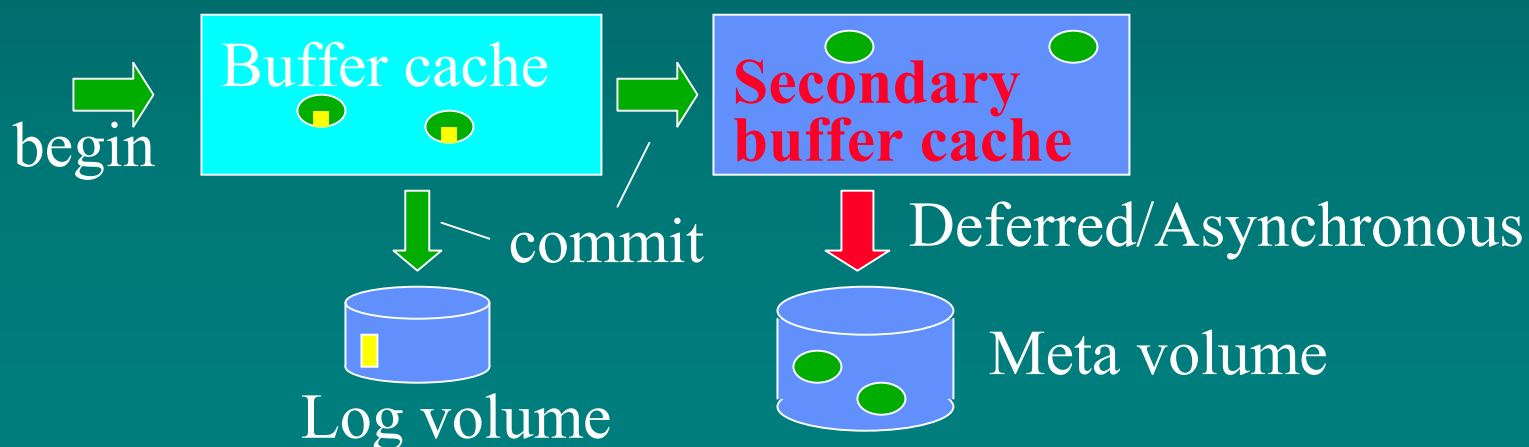 Buffer cache
Secondary
buffer cache
begin
commit
Deferred/Asynchronous
Meta volume
Log volume